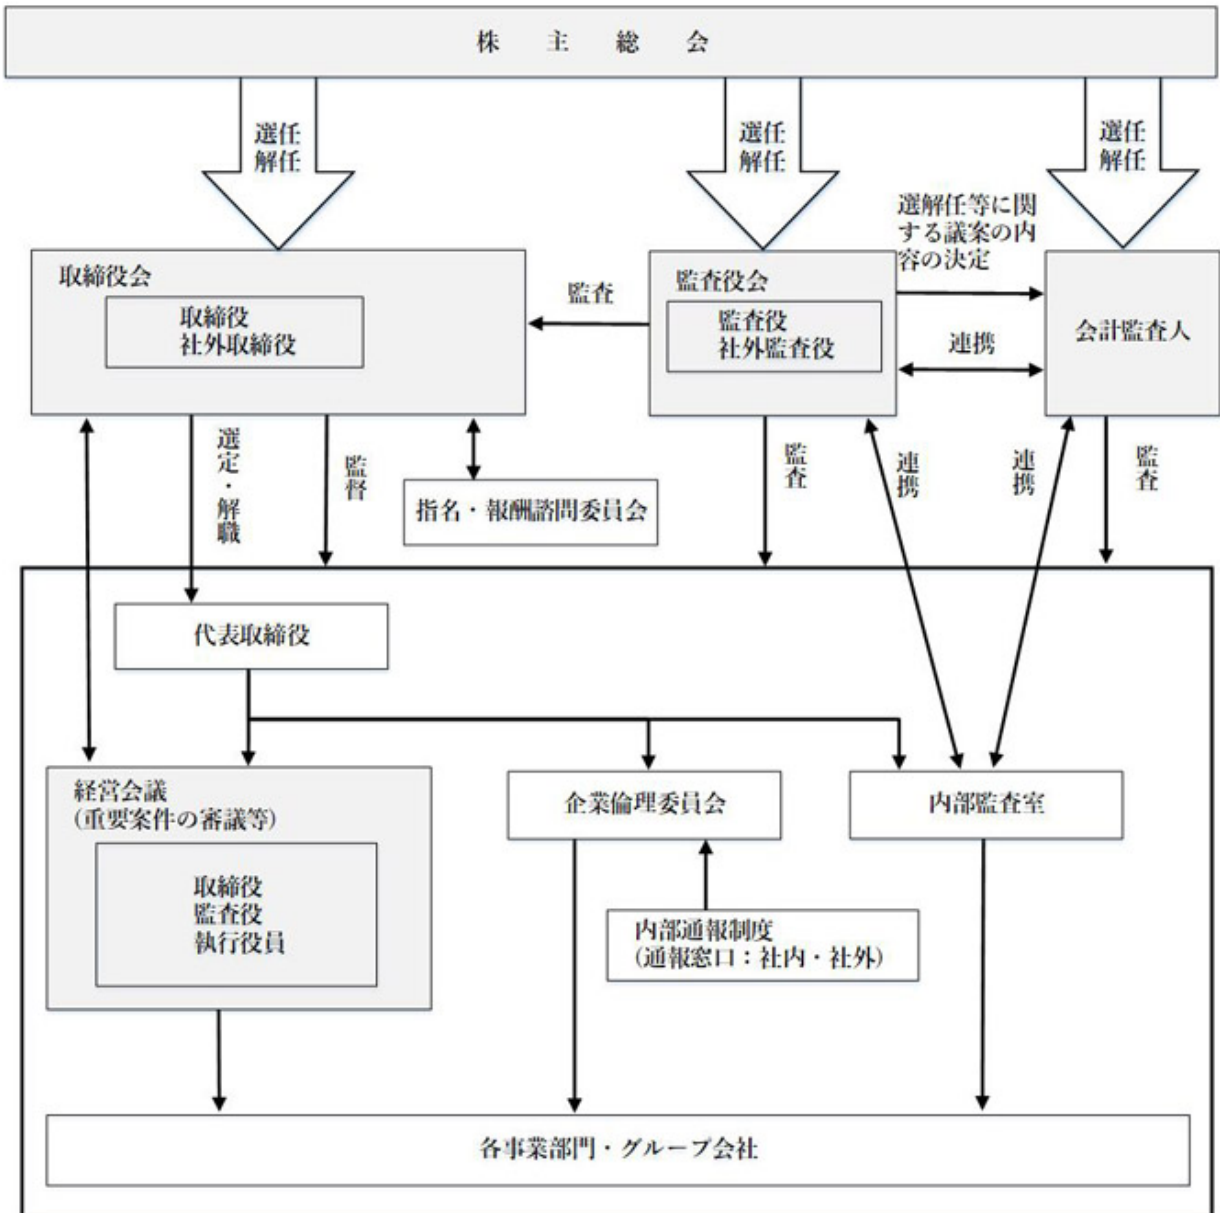 株主総会
選任
解任
選任
解任
選任
解任
選解任等に関
する議案の内
容の決定
取締役会
取締役
社外取締役
監査
監査役会
監査役
社外監査役
連携
会計監査人
選定・解職
監督
指名・報酬諮問委員会
監査
連携
連携
監査
代表取締役
経営会議
(重要案件の審議等)
取締役
監査役
執行役員
企業倫理委員会
内部監査室
内部通報制度
(通報窓口：社内・社外)
各事業部門・グループ会社